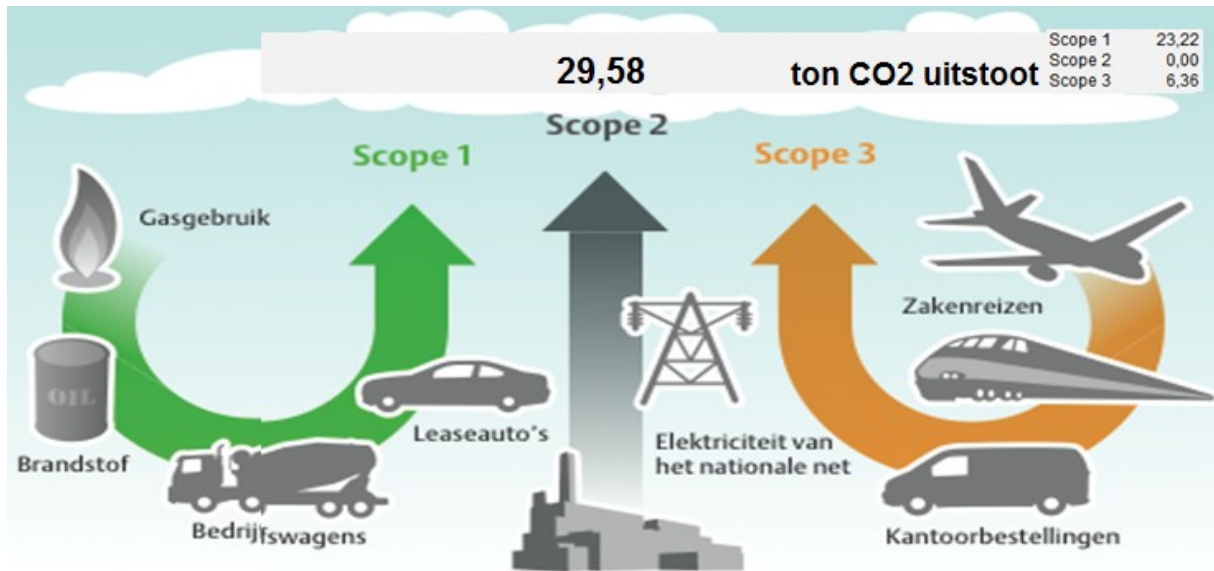 29,58 ton CO2 uitstoot
Scope 1 23,22
Scope 2 0,00
Scope 3 6,36
Scope 1
Scope 2
Scope 3
Gasgebruik
OIL
Brandstof
Bedrijfswagens
Leaseauto's
Elektriciteit van
het nationale net
Zakenreizen
Kantoorbestellingen